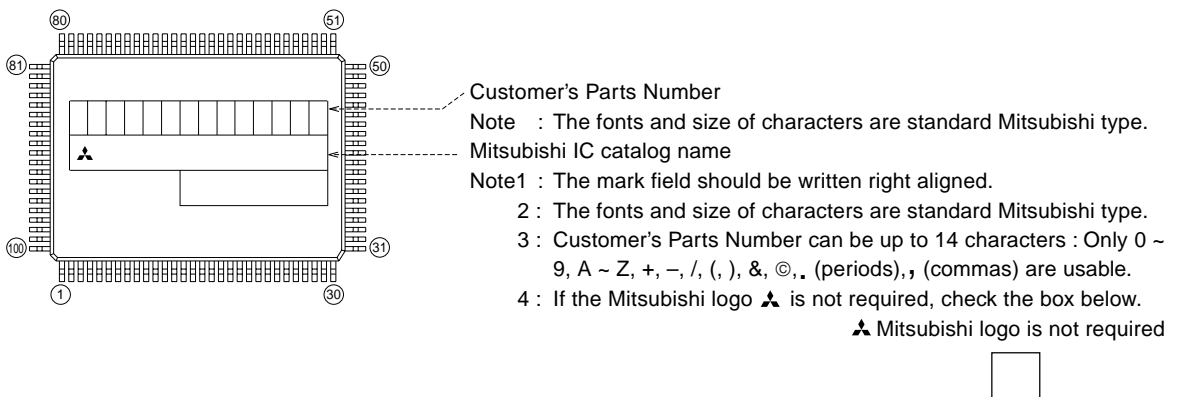 80 51
81 50
Customer's Parts Number
Note : The fonts and size of characters are standard Mitsubishi type.
Mitsubishi IC catalog name
Note1 : The mark field should be written right aligned.
2 : The fonts and size of characters are standard Mitsubishi type.
3 : Customer's Parts Number can be up to 14 characters : Only 0 ~
9, A ~ Z, +, –, /, (, ), &, ©, . (periods), , (commas) are usable.
4 : If the Mitsubishi logo is not required, check the box below.
Mitsubishi logo is not required
100 31
1 30